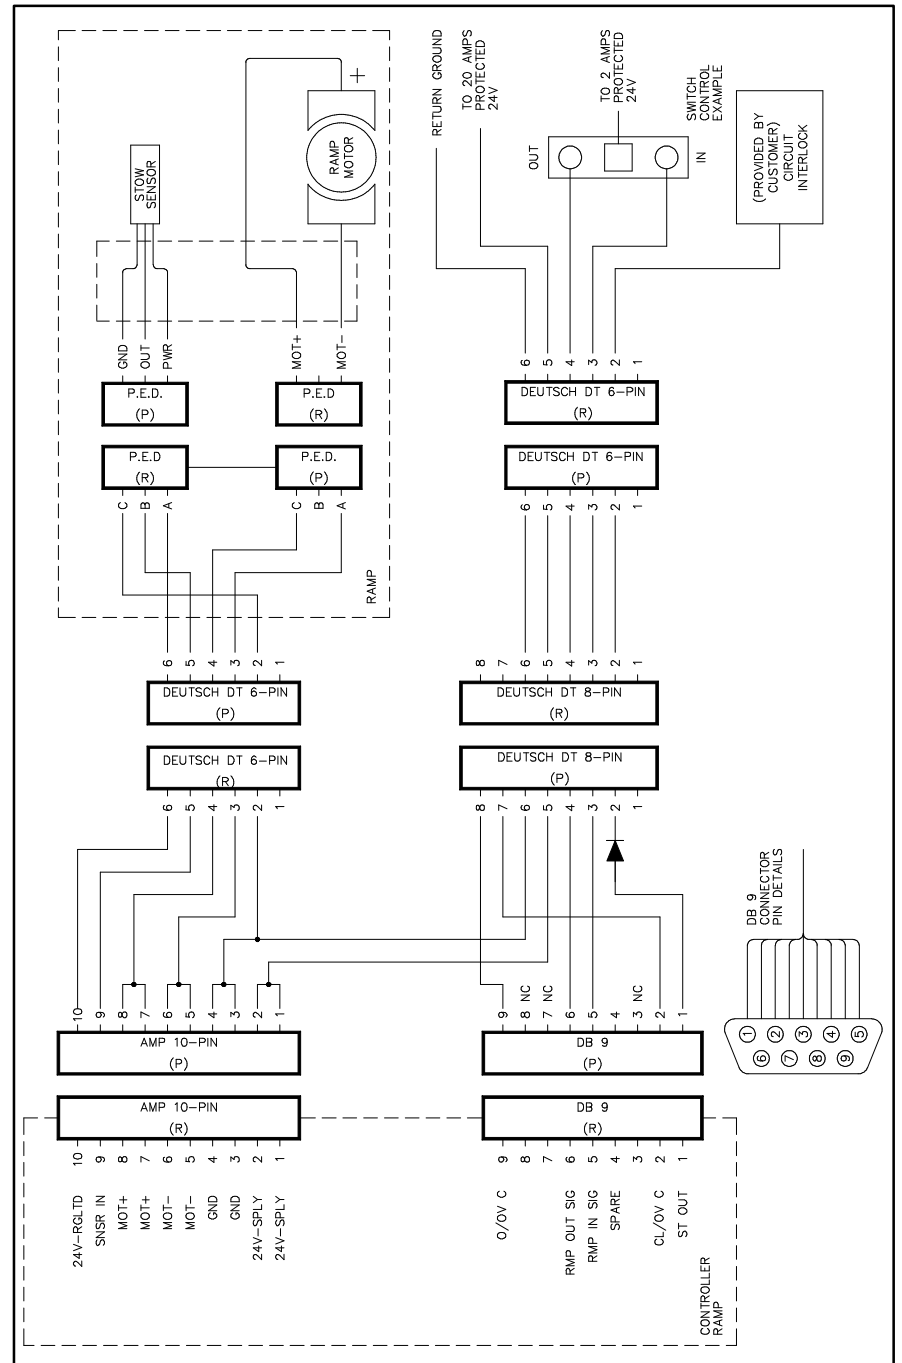 +
RAMP
MOTOR
STOW
SENSOR
GND
OUT
PWR
MOT+
MOT-
P.E.D.
(P)
P.E.D
(R)
P.E.D
(R)
P.E.D.
(P)
C
B
A
C
B
A
RAMP
RETURN GROUND
TO 20 AMPS
PROTECTED
24V
TO 2 AMPS
PROTECTED
24V
OUT
IN
SWITCH
CONTROL
EXAMPLE
(PROVIDED BY
CUSTOMER)
CIRCUIT
INTERLOCK
6 5 4 3 2 1
DEUTSCH DT 6-PIN
(R)
DEUTSCH DT 6-PIN
(P)
6 5 4 3 2 1
6 5 4 3 2 1
DEUTSCH DT 6-PIN
(P)
DEUTSCH DT 6-PIN
(R)
6 5 4 3 2 1
8 7 6 5 4 3 2 1
DEUTSCH DT 8-PIN
(R)
DEUTSCH DT 8-PIN
(P)
8 7 6 5 4 3 2 1
DB 9
CONNECTOR
PIN DETAILS
1 2 3 4 5
6 7 8 9
10 9 8 7 6 5 4 3 2 1
AMP 10-PIN
(P)
AMP 10-PIN
(R)
10 9 8 7 6 5 4 3 2 1
24V-RGLTD
SNSR IN
MOT+
MOT+
MOT-
MOT-
GND
GND
24V-SPLY
24V-SPLY
9
8 NC
7 NC
6
5
4
3 NC
2
1
DB 9
(P)
DB 9
(R)
9 8 7 6 5 4 3 2 1
O/OV C
RMP OUT SIG
RMP IN SIG
SPARE
CL/OV C
ST OUT
CONTROLLER
RAMP